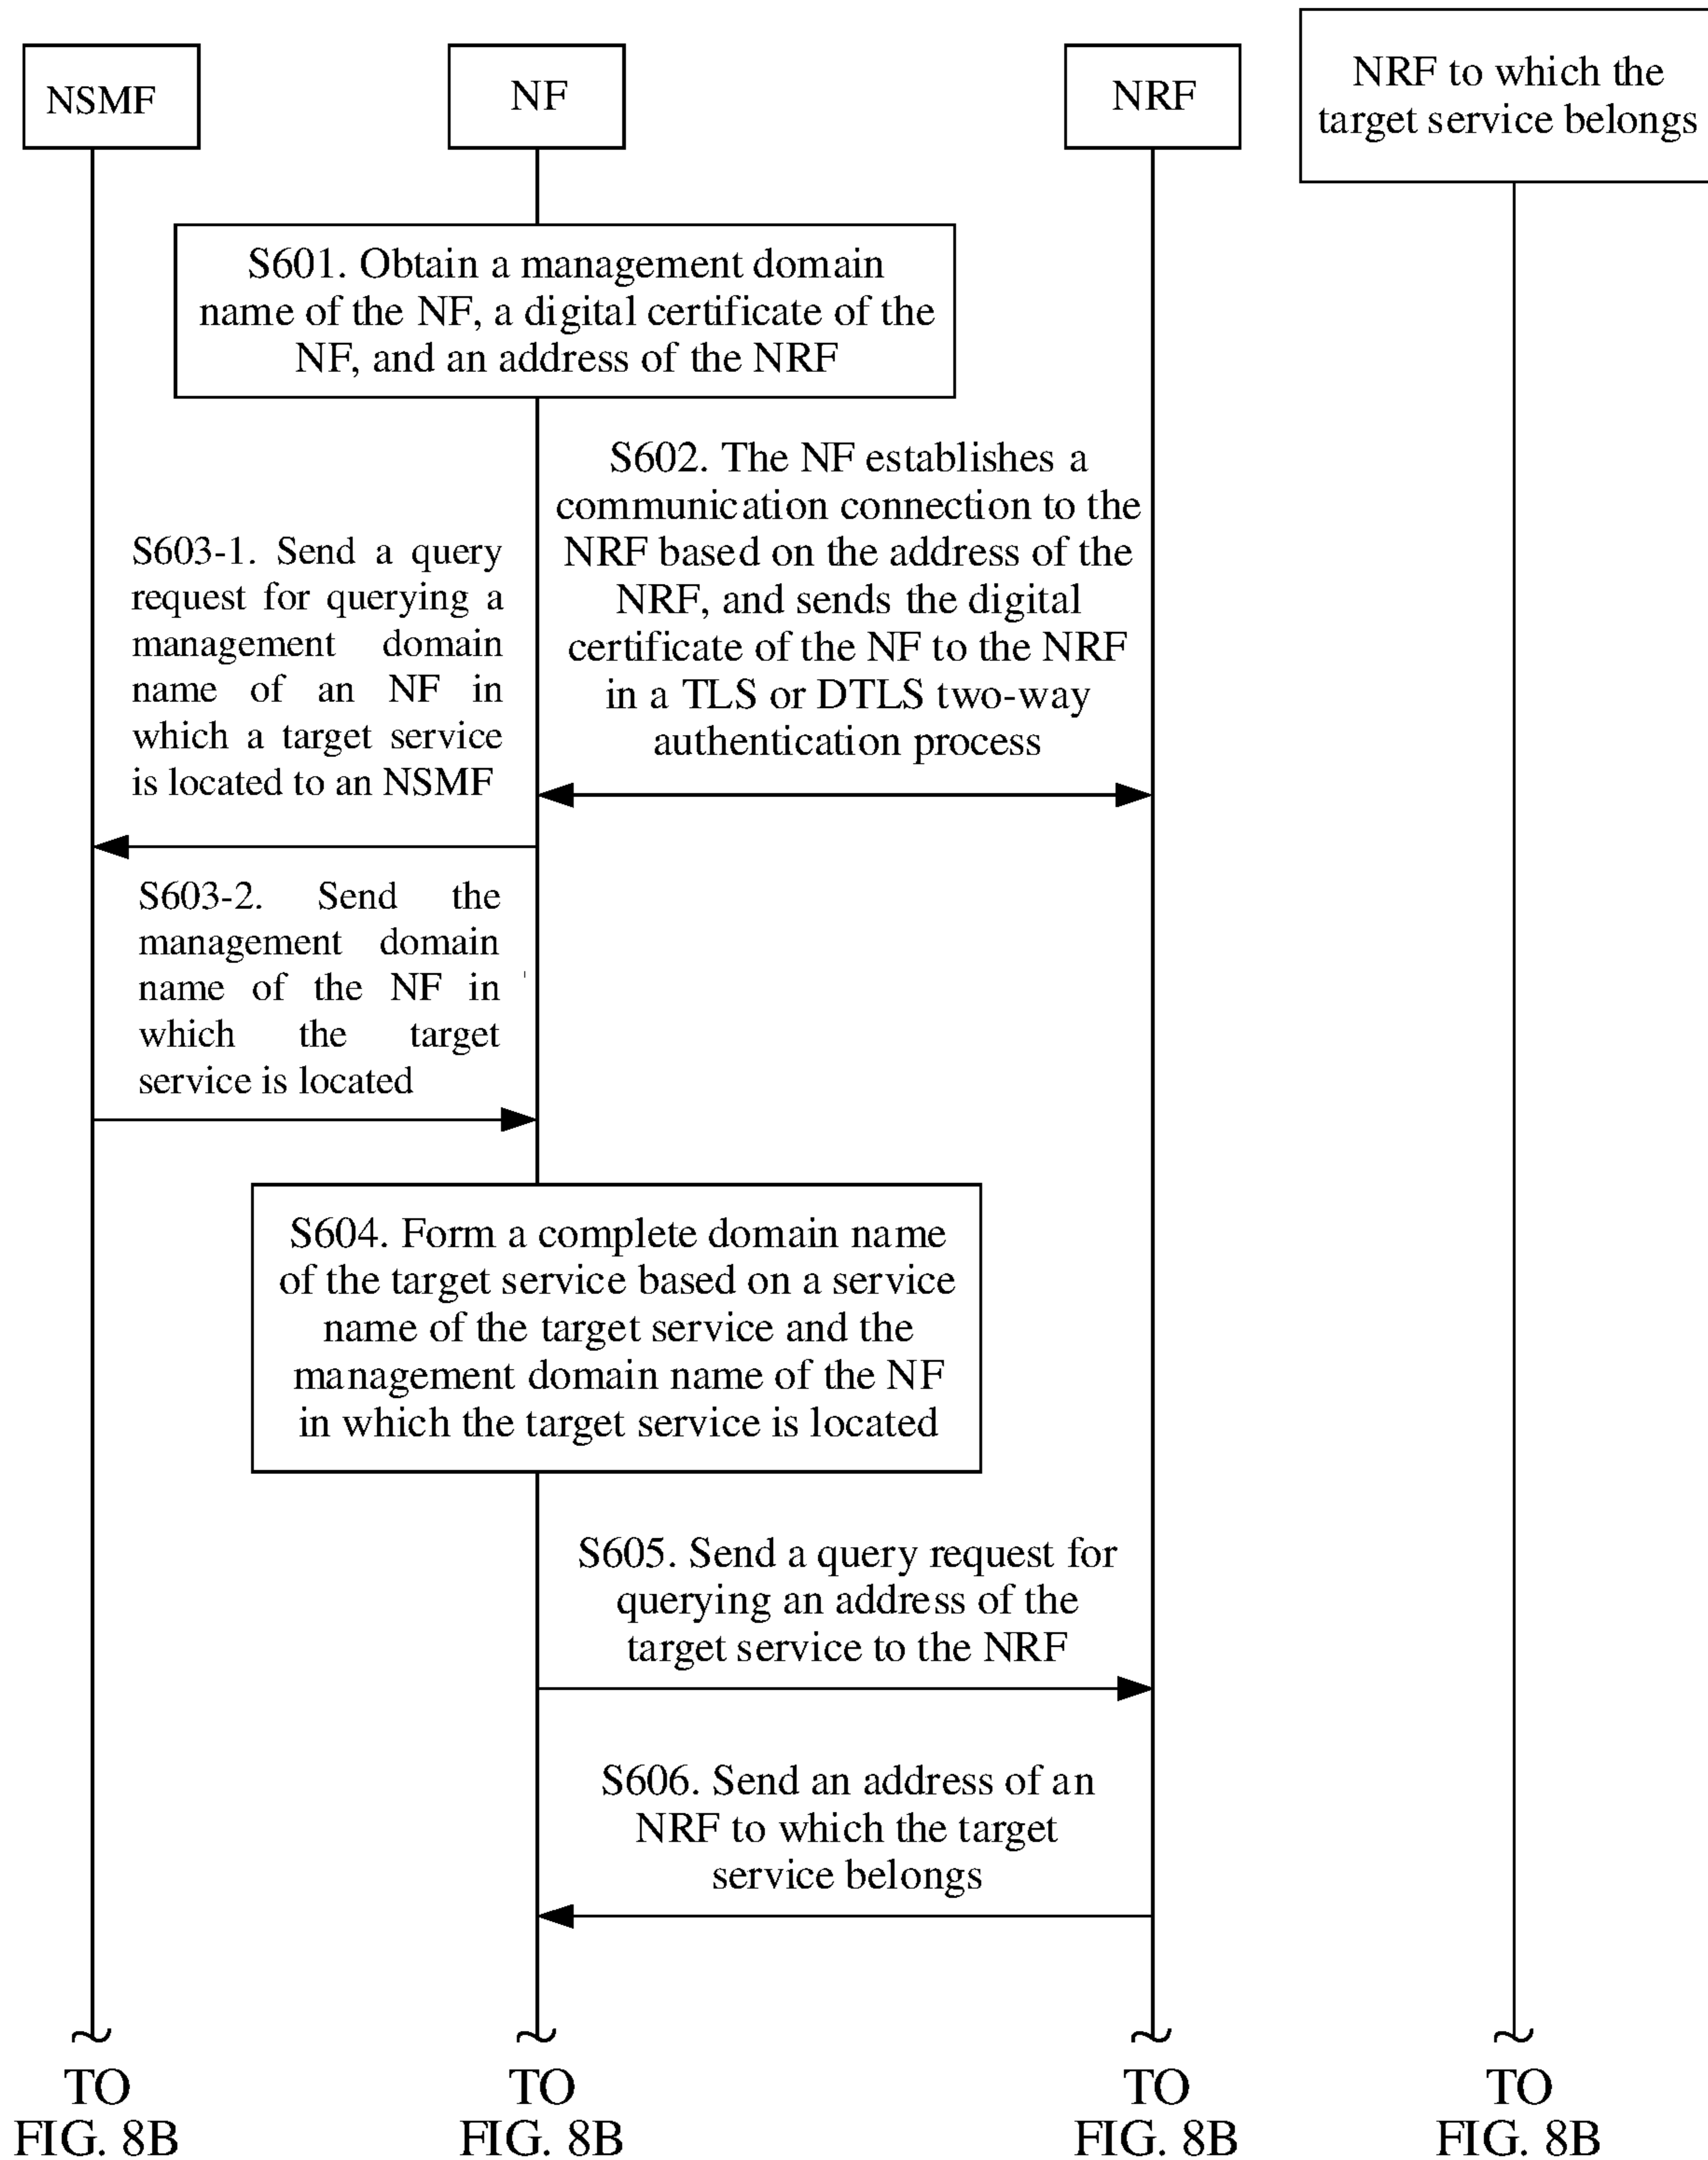 NSMF
NF
NRF
NRF to which the
target service belongs
S601. Obtain a management domain
name of the NF, a digital certificate of the
NF, and an address of the NRF
S602. The NF establishes a
communication connection to the
NRF based on the address of the
NRF, and sends the digital
certificate of the NF to the NRF
in a TLS or DTLS two-way
authentication process
S603-1. Send a query
request for querying a
management domain
name of an NF in
which a target service
is located to an NSMF
S603-2. Send the
management domain
name of the NF in
which the target
service is located
S604. Form a complete domain name
of the target service based on a service
name of the target service and the
management domain name of the NF
in which the target service is located
S605. Send a query request for
querying an address of the
target service to the NRF
S606. Send an address of an
NRF to which the target
service belongs
TO
FIG. 8B
TO
FIG. 8B
TO
FIG. 8B
TO
FIG. 8B